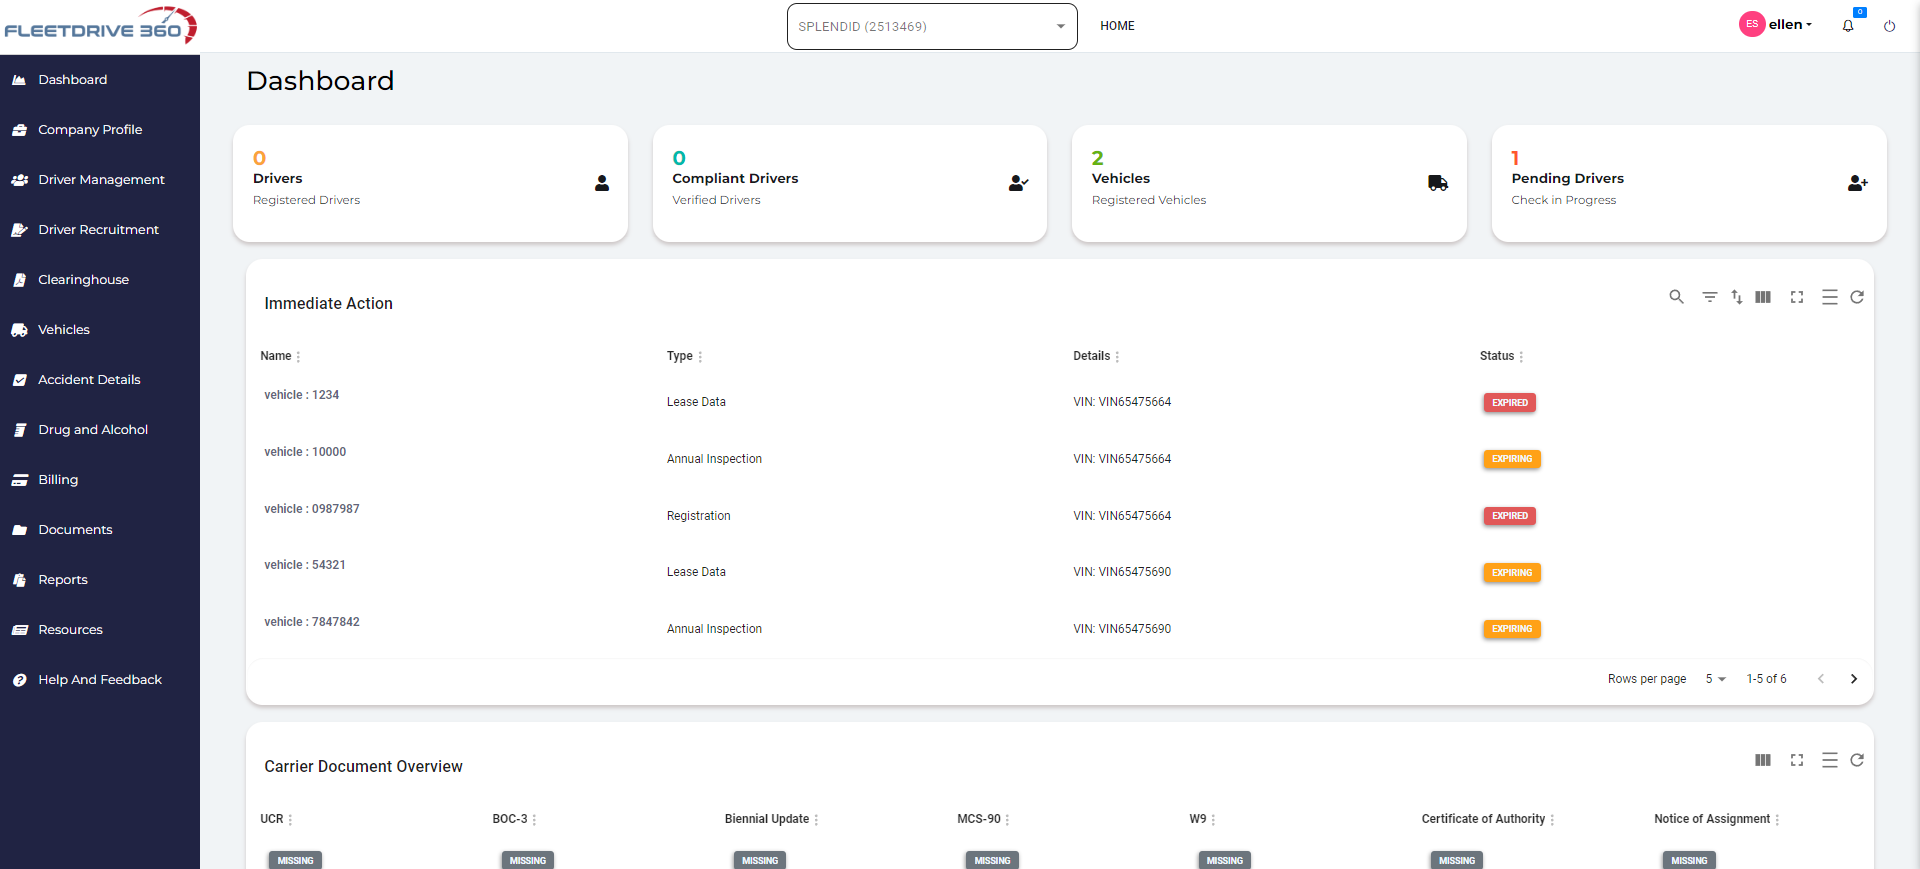 FLEETDRIVE 360
SPLENDID (2513469)
HOME
ES
ellen
0
Dashboard
Company Profile
Driver Management
Driver Recruitment
Clearinghouse
Vehicles
Accident Details
Drug and Alcohol
Billing
Documents
Reports
Resources
Help And Feedback
Dashboard
0
Drivers
Registered Drivers
0
Compliant Drivers
Verified Drivers
2
Vehicles
Registered Vehicles
1
Pending Drivers
Check in Progress
Immediate Action
Name Type Details Status
vehicle : 1234 Lease Data VIN: VIN65475664 EXPIRED
vehicle : 10000 Annual Inspection VIN: VIN65475664 EXPIRING
vehicle : 0987987 Registration VIN: VIN65475664 EXPIRED
vehicle : 54321 Lease Data VIN: VIN65475690 EXPIRING
vehicle : 7847842 Annual Inspection VIN: VIN65475690 EXPIRING
Rows per page 5 1-5 of 6
Carrier Document Overview
UCR BOC-3 Biennial Update MCS-90 W9 Certificate of Authority Notice of Assignment
MISSING MISSING MISSING MISSING MISSING MISSING MISSING